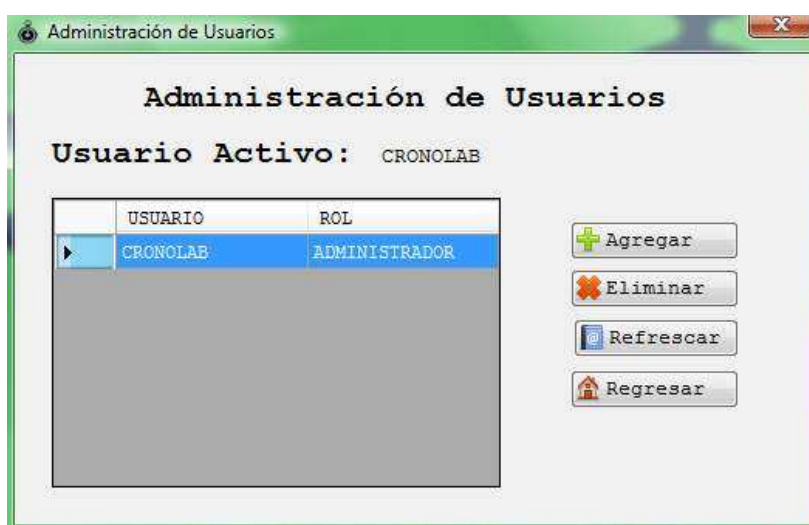 Administración de Usuarios
Administración de Usuarios
Usuario Activo: CRONOLAB
USUARIO ROL
CRONOLAB ADMINISTRADOR
Agregar
Eliminar
Refrescar
Regresar